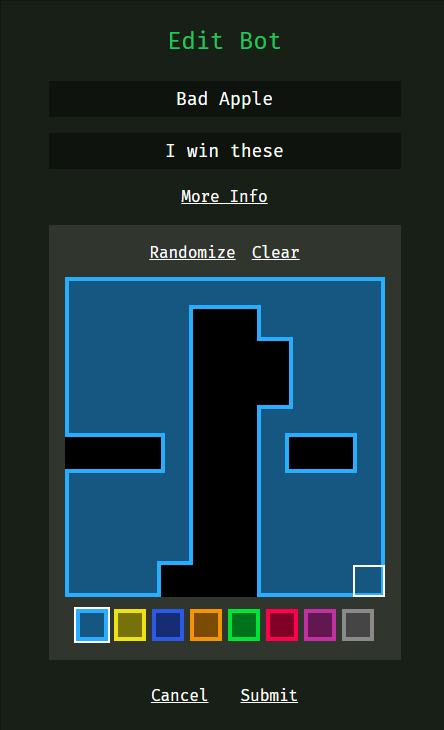 Edit Bot
Bad Apple
I win these
More Info
Randomize Clear
Cancel Submit